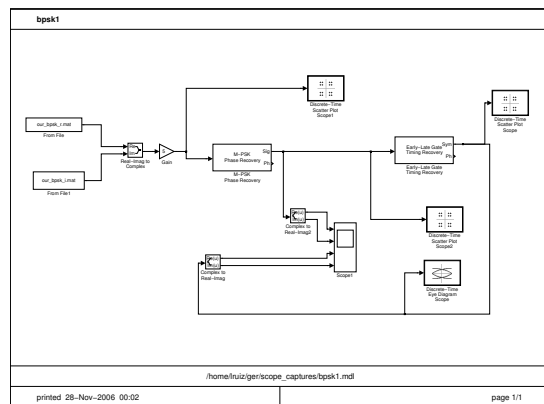 bpsk1
our_bpsk_r.mat
From File
our_bpsk_i.mat
From File1
Re
Im
Real-Imag to
Complex
5
Gain
M-PSK
Phase Recovery
Sig
Ph
M-PSK
Phase Recovery
Discrete-Time
Scatter Plot
Scope1
Early-Late Gate
Timing Recovery
Sym
Ph
Early-Late Gate
Timing Recovery
Discrete-Time
Scatter Plot
Scope
Complex to
Real-Imag2
Scope1
Complex to
Real-Imag
Discrete-Time
Scatter Plot
Scope2
Discrete-Time
Eye Diagram
Scope
/home/lruiz/ger/scope_captures/bpsk1.mdl
printed 28-Nov-2006 00:02
page 1/1